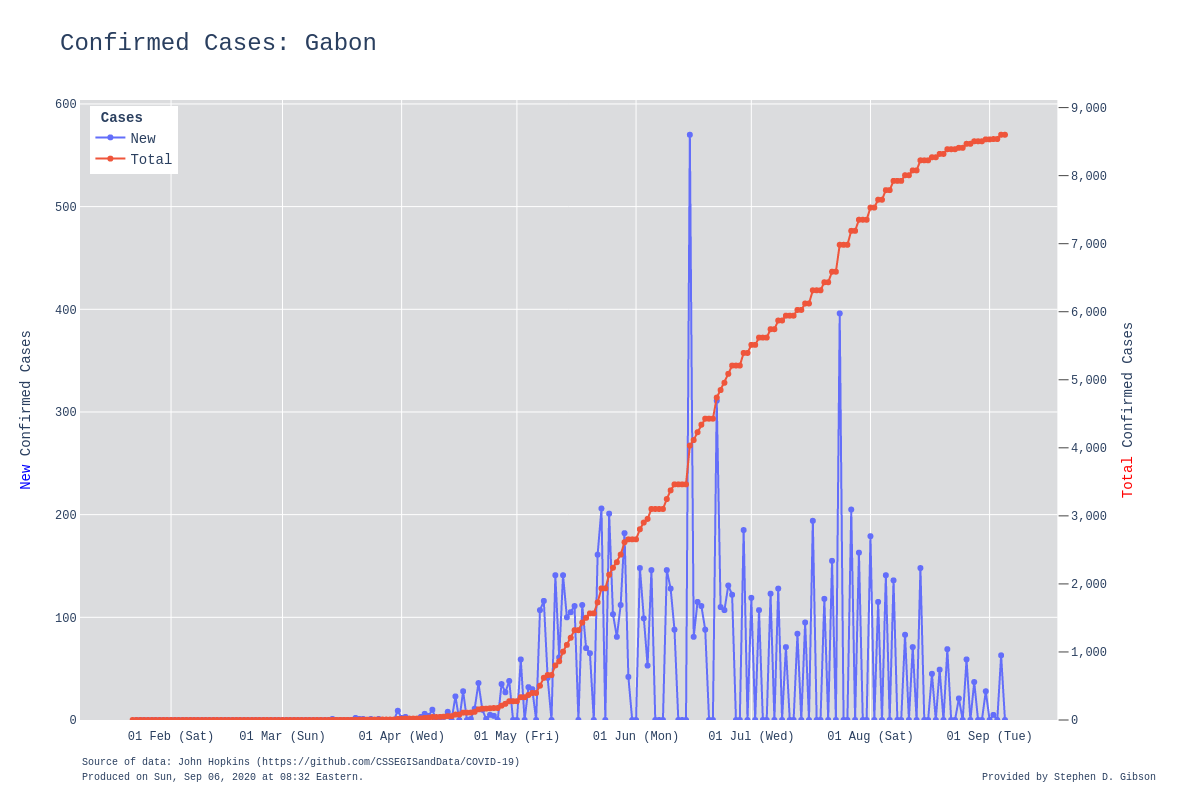 Confirmed Cases: Gabon
Cases
New
Total
600
500
400
300
200
100
0
9,000
8,000
7,000
6,000
5,000
4,000
3,000
2,000
1,000
0
New Confirmed Cases
Total Confirmed Cases
01 Feb (Sat)
01 Mar (Sun)
01 Apr (Wed)
01 May (Fri)
01 Jun (Mon)
01 Jul (Wed)
01 Aug (Sat)
01 Sep (Tue)
Source of data: John Hopkins (https://github.com/CSSEGISandData/COVID-19)
Produced on Sun, Sep 06, 2020 at 08:32 Eastern.
Provided by Stephen D. Gibson